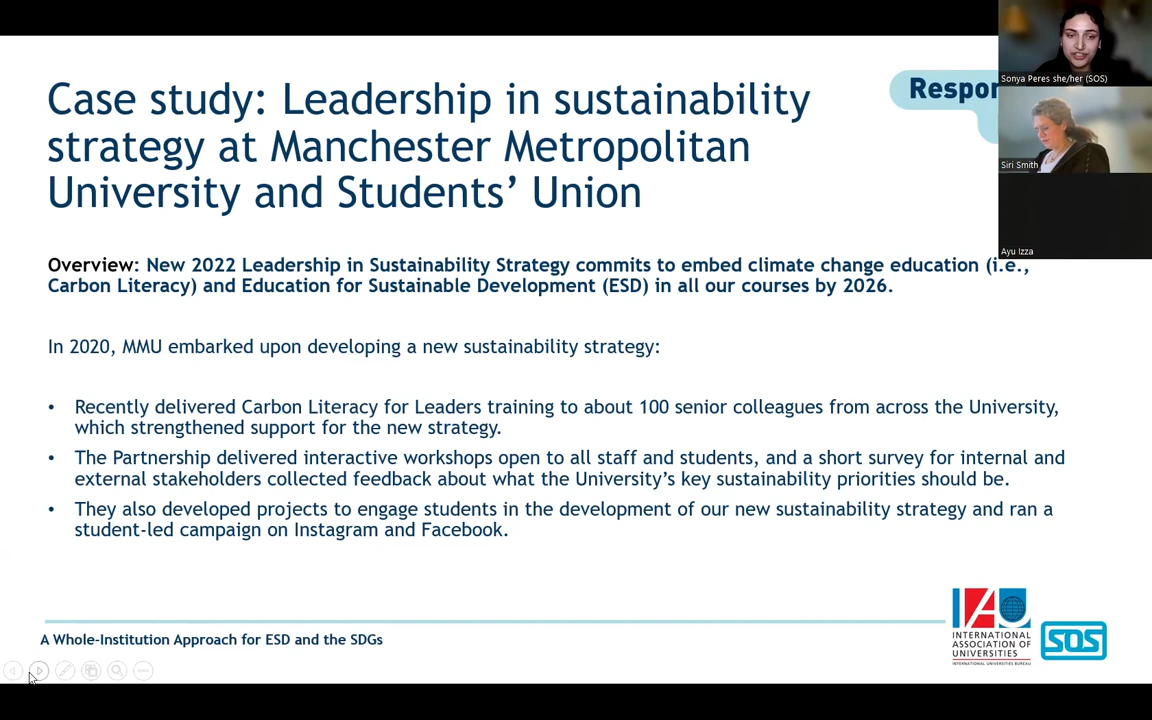 Case study: Leadership in sustainability
strategy at Manchester Metropolitan
University and Students’ Union
Respon
Sonya Peres she/her (SOS)
Siri Smith
Ayu Izza
Overview: New 2022 Leadership in Sustainability Strategy commits to embed climate change education (i.e.,
Carbon Literacy) and Education for Sustainable Development (ESD) in all our courses by 2026.
In 2020, MMU embarked upon developing a new sustainability strategy:
• Recently delivered Carbon Literacy for Leaders training to about 100 senior colleagues from across the University,
which strengthened support for the new strategy.
• The Partnership delivered interactive workshops open to all staff and students, and a short survey for internal and
external stakeholders collected feedback about what the University’s key sustainability priorities should be.
• They also developed projects to engage students in the development of our new sustainability strategy and ran a
student-led campaign on Instagram and Facebook.
A Whole-Institution Approach for ESD and the SDGs
IAU
INTERNATIONAL
ASSOCIATION OF
UNIVERSITIES
INTERNATIONAL UNIVERSITIES BUREAU
SOS